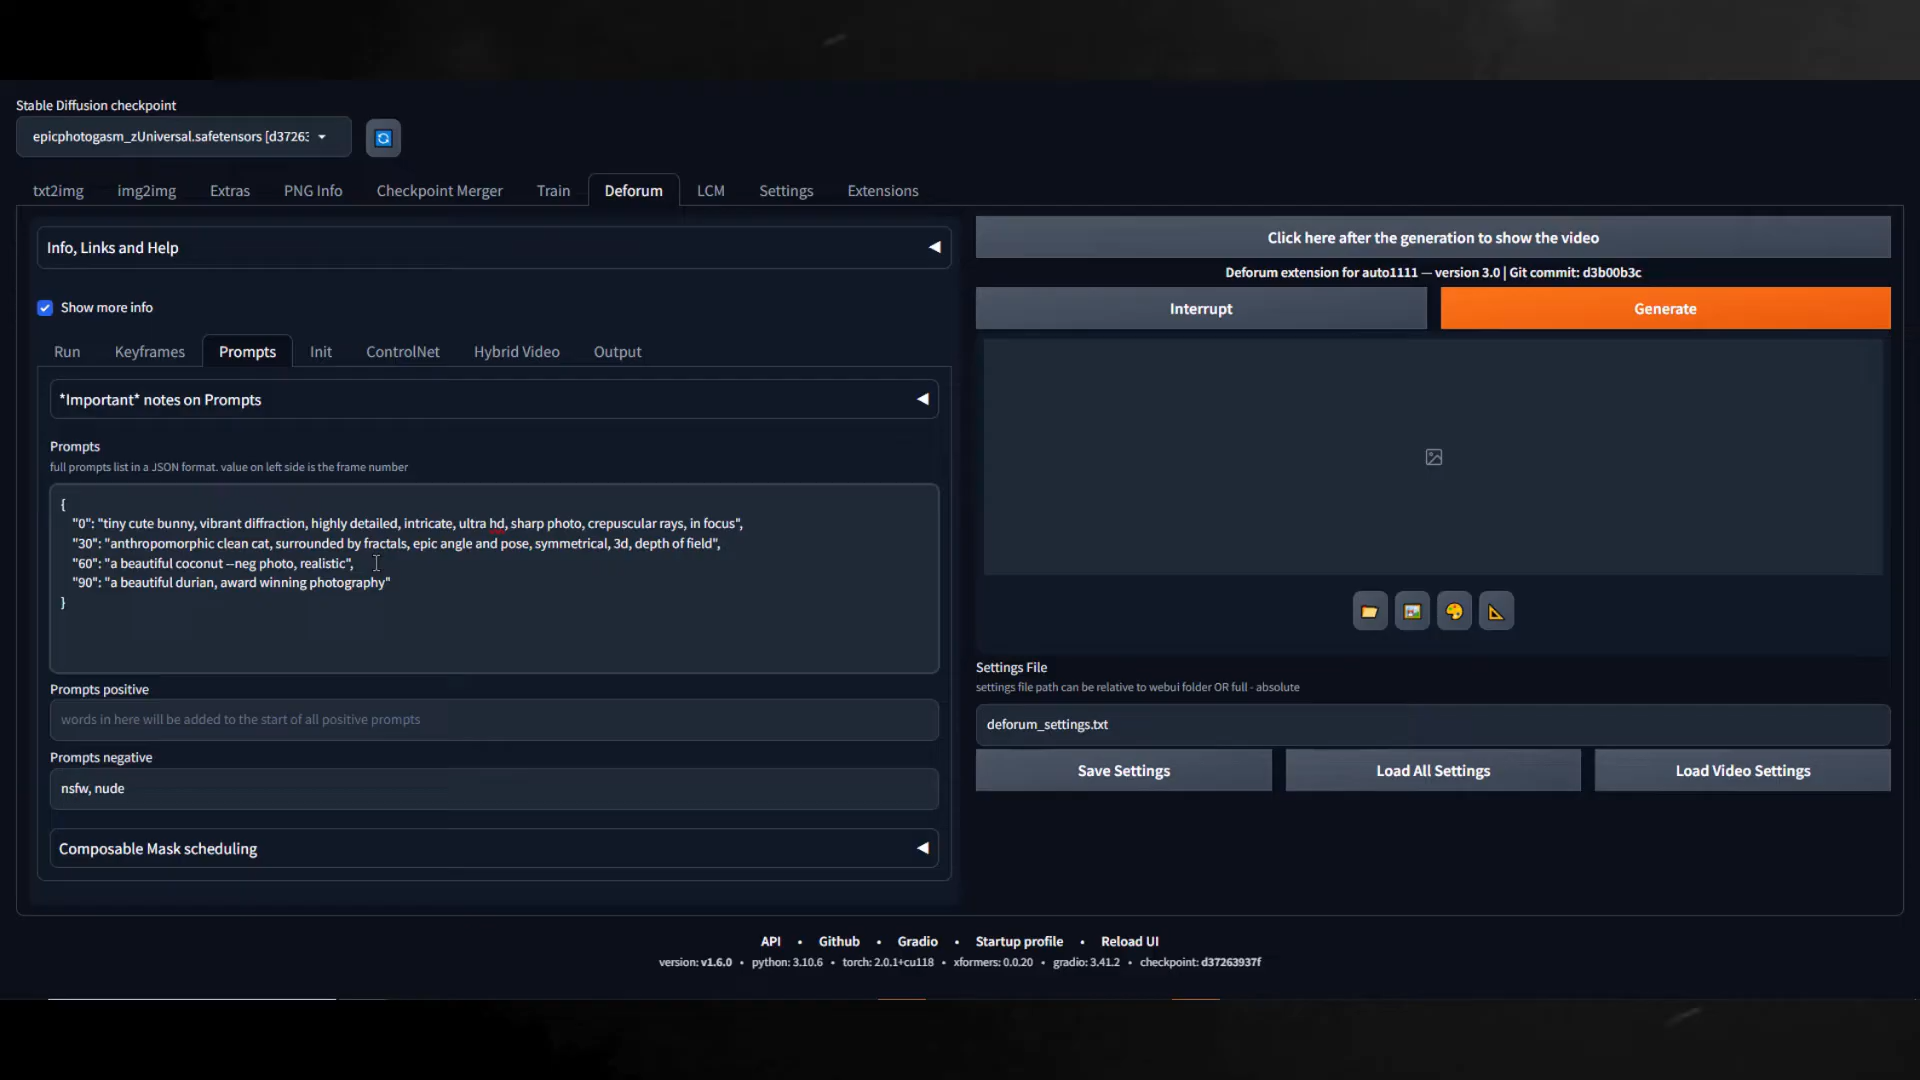 Stable Diffusion checkpoint
epicphotogasm_zUniversal.safetensors [d3726
txt2img img2img Extras PNG Info Checkpoint Merger Train Deforum LCM Settings Extensions
Info, Links and Help
Show more info
Run Keyframes Prompts Init ControlNet Hybrid Video Output
*Important* notes on Prompts
Prompts
full prompts list in a JSON format. value on left side is the frame number
{
"0": "tiny cute bunny, vibrant diffraction, highly detailed, intricate, ultra hd, sharp photo, crepuscular rays, in focus",
"30": "anthropomorphic clean cat, surrounded by fractals, epic angle and pose, symmetrical, 3d, depth of field",
"60": "a beautiful coconut --neg photo, realistic",
"90": "a beautiful durian, award winning photography"
}
Prompts positive
words in here will be added to the start of all positive prompts
Prompts negative
nsfw, nude
Composable Mask scheduling
Click here after the generation to show the video
Deforum extension for auto1111 — version 3.0 | Git commit: d3b00b3c
Interrupt Generate
Settings File
settings file path can be relative to webui folder OR full - absolute
deforum_settings.txt
Save Settings Load All Settings Load Video Settings
API • Github • Gradio • Startup profile • Reload UI
version: v1.6.0 • python: 3.10.6 • torch: 2.0.1+cu118 • xformers: 0.0.20 • gradio: 3.41.2 • checkpoint: d37263937f